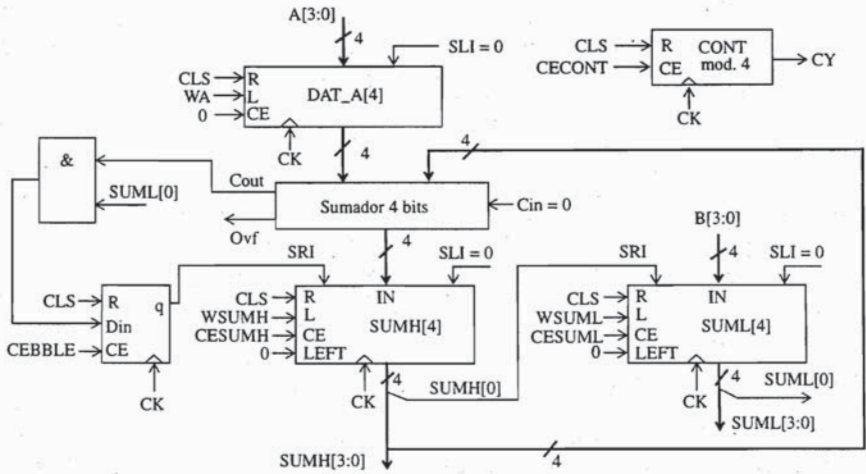 A[3:0]
4
SLI = 0
CLS
R
WA
L
DAT_A[4]
0
CE
CK
CLS
R
CONT
mod. 4
CECONT
CE
CY
CK
4
4
&
SUML[0]
Cout
Sumador 4 bits
Cin = 0
Ovf
B[3:0]
4
SRI
4
SLI = 0
SRI
SLI = 0
CLS
R
q
Din
CEBBLE
CE
CK
CLS
R
IN
WSUMH
L
SUMH[4]
CESUMH
CE
0
LEFT
CK
4
SUMH[0]
CLS
R
IN
WSUML
L
SUML[4]
CESUML
CE
0
LEFT
CK
4
SUML[0]
SUML[3:0]
SUMH[3:0]
4